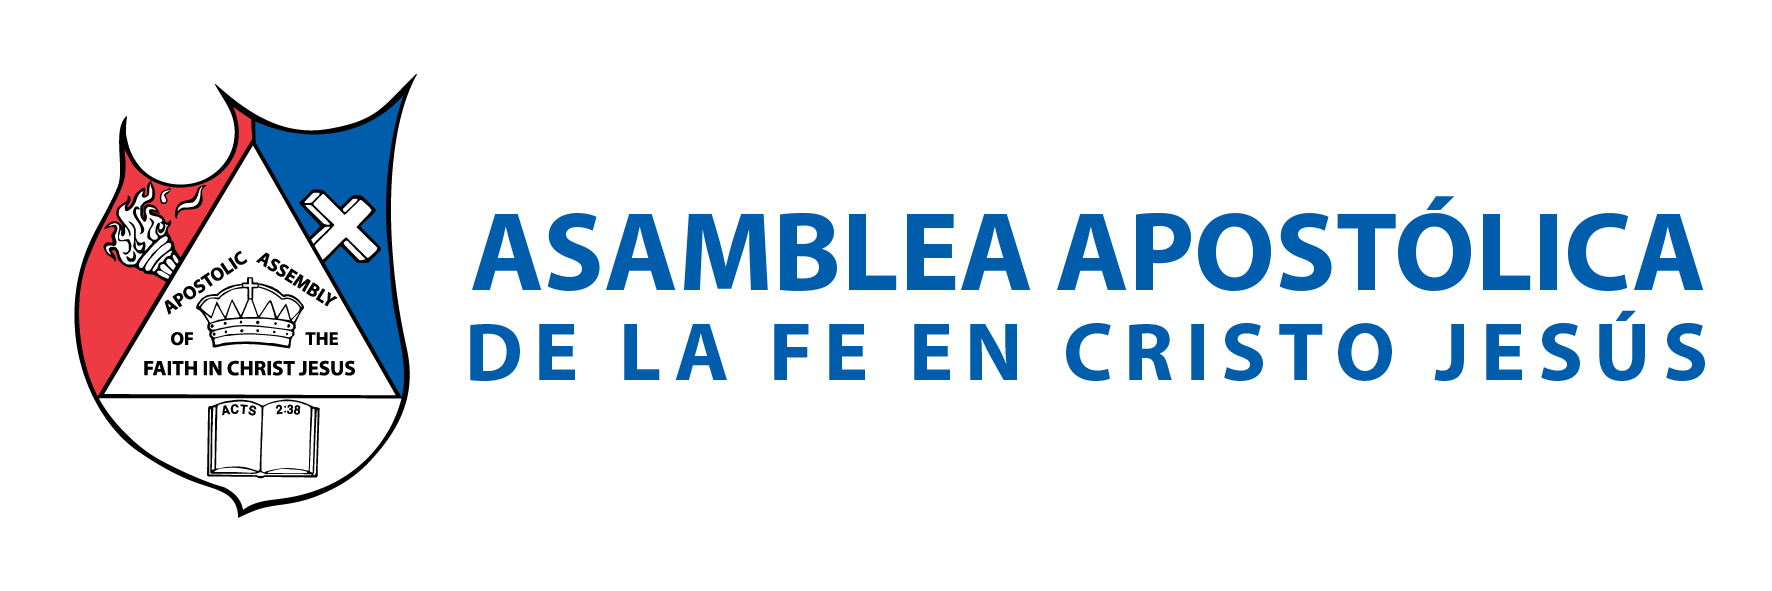 APOSTOLIC ASSEMBLY
OF THE
FAITH IN CHRIST JESUS
ACTS 2:38
ASAMBLEA APOSTÓLICA
DE LA FE EN CRISTO JESÚS